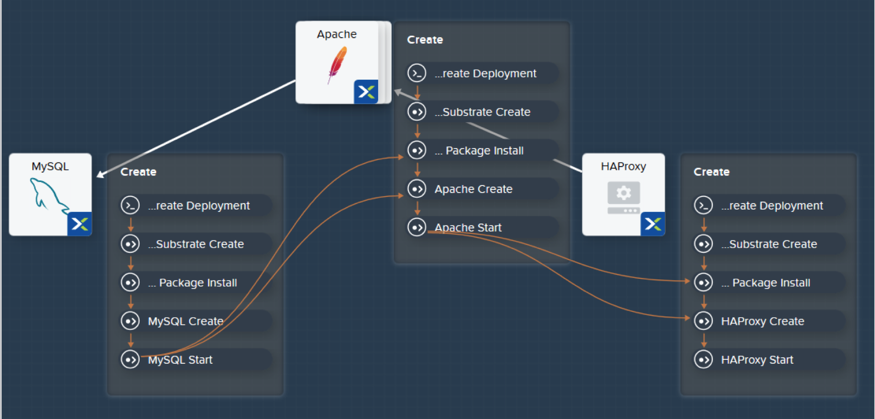 Apache
Create
...reate Deployment
...Substrate Create
... Package Install
Apache Create
Apache Start
MySQL
Create
...reate Deployment
...Substrate Create
... Package Install
MySQL Create
MySQL Start
HAProxy
Create
...reate Deployment
...Substrate Create
... Package Install
HAProxy Create
HAProxy Start